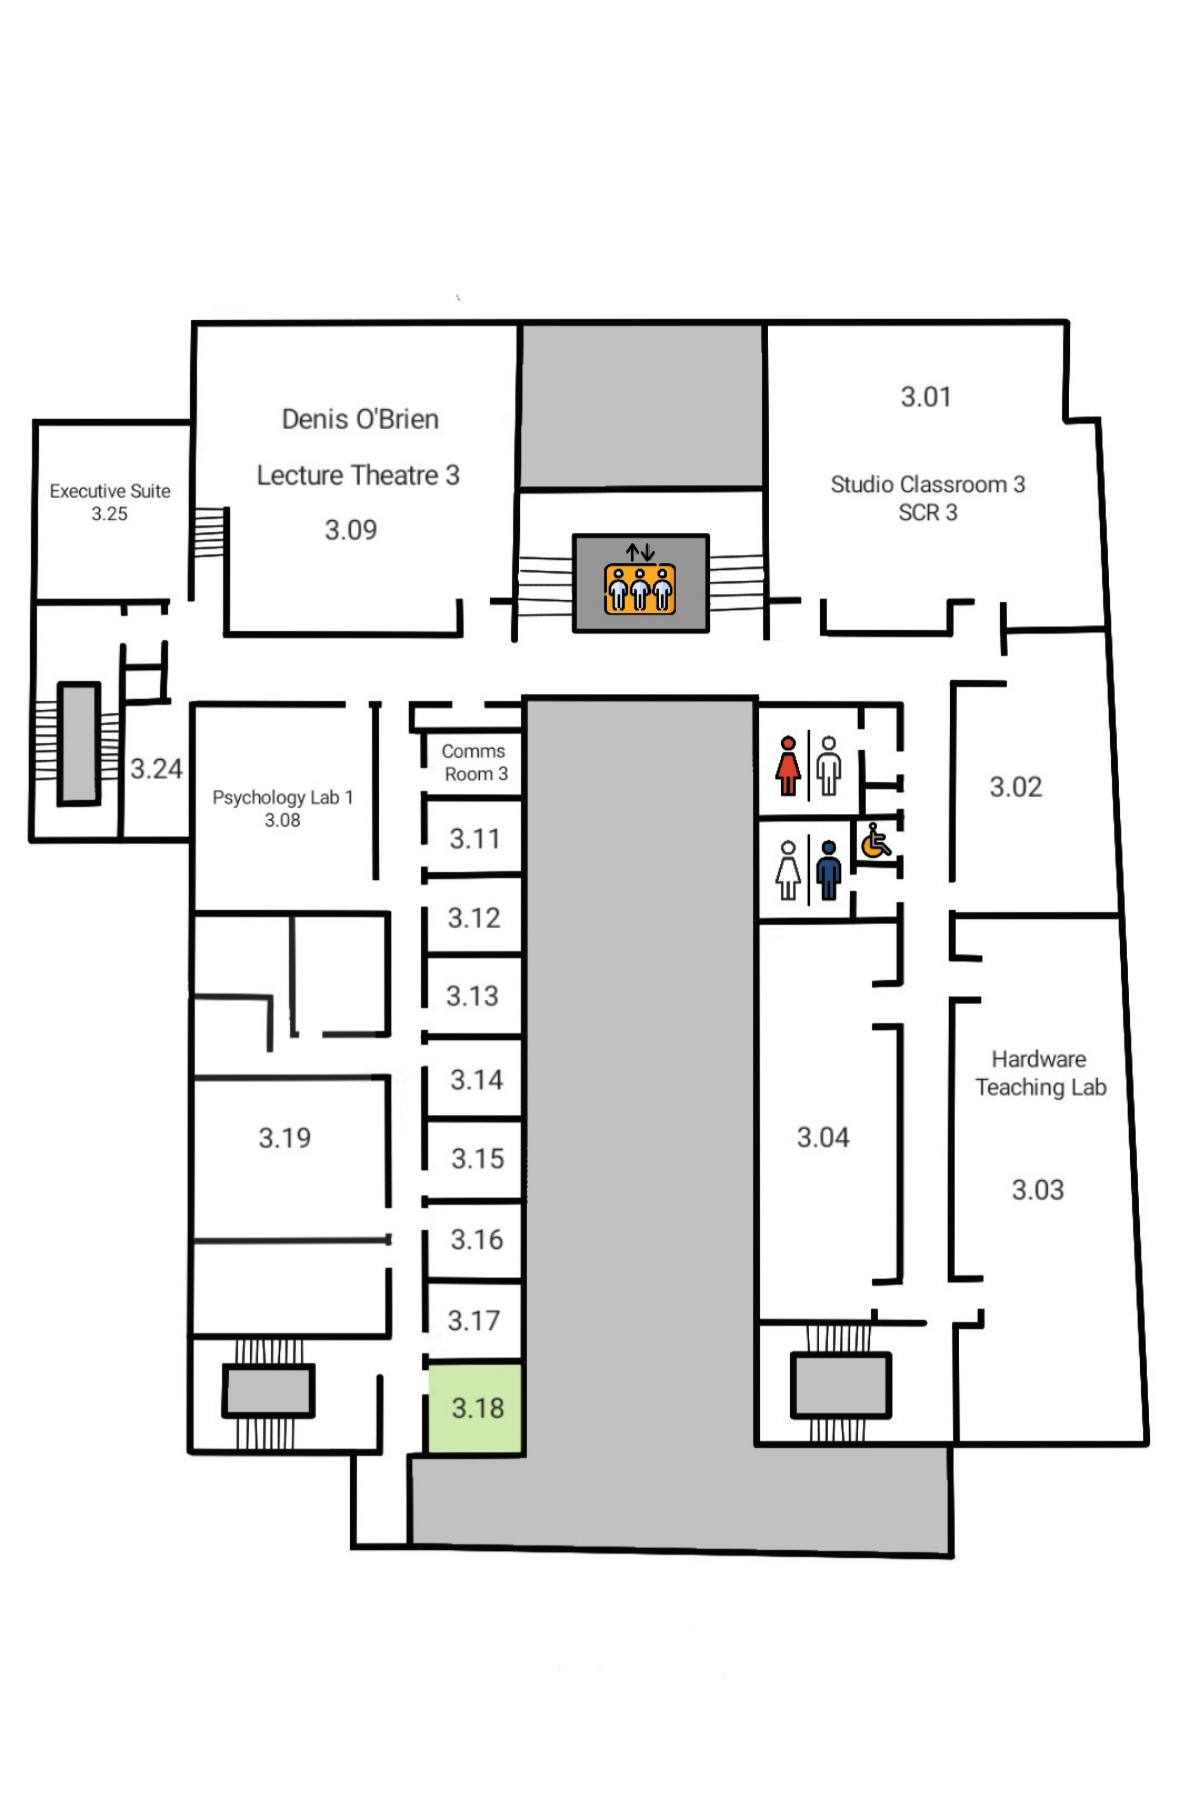 3.01
Denis O'Brien
Lecture Theatre 3
3.09
Executive Suite
3.25
Studio Classroom 3
SCR 3
3.24
Psychology Lab 1
3.08
Comms
Room 3
3.02
3.11
3.12
3.13
3.14
3.15
3.16
3.17
3.18
3.19
3.04
Hardware
Teaching Lab
3.03